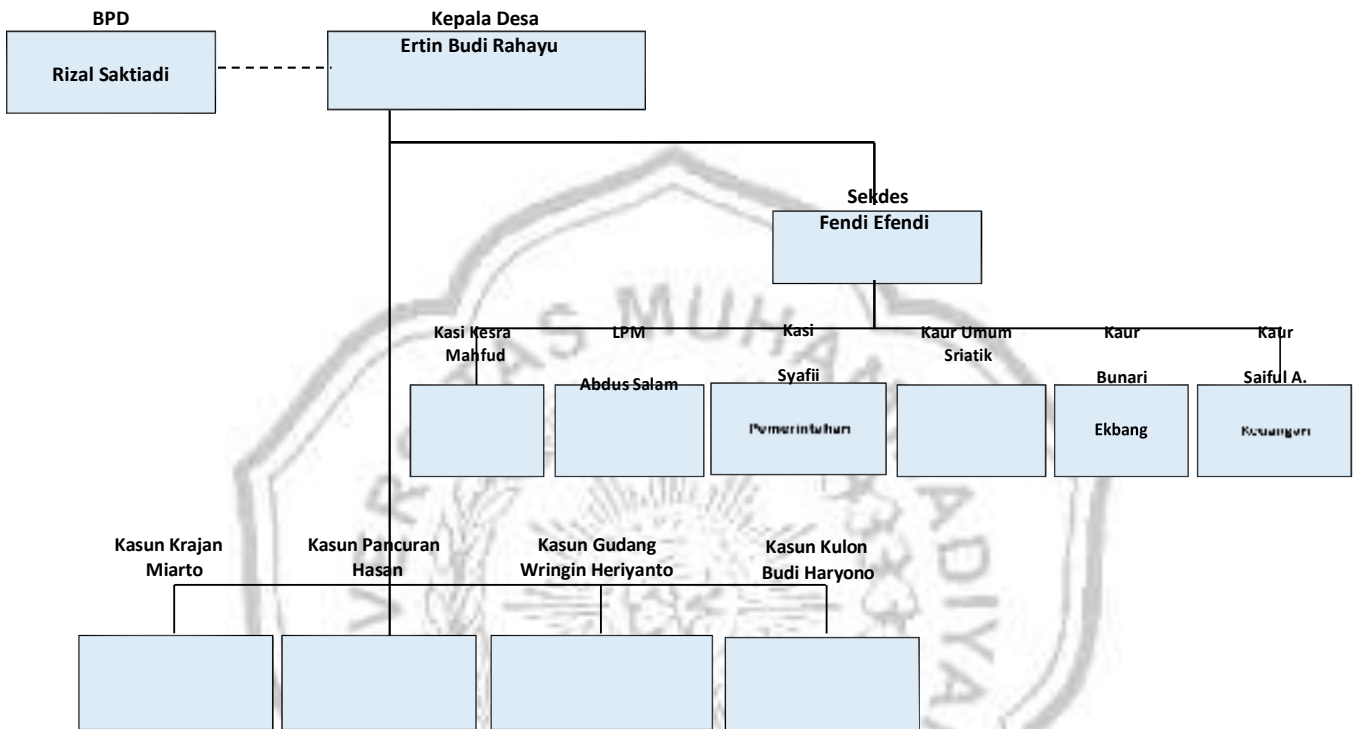 BPD
Kepala Desa
Ertin Budi Rahayu
Rizal Saktiadi
Sekdes
Fendi Efendi
Kasi Kesra
Mahfud
LPM
Abdus Salam
Kasi
Syafii
Pemerintahan
Kaur Umum
Sriatik
Kaur
Bunari
Ekbang
Kaur
Saiful A.
Keuangan
Kasun Krajan
Miarto
Kasun Pancuran
Hasan
Kasun Gudang
Wringin Heriyanto
Kasun Kulon
Budi Haryono